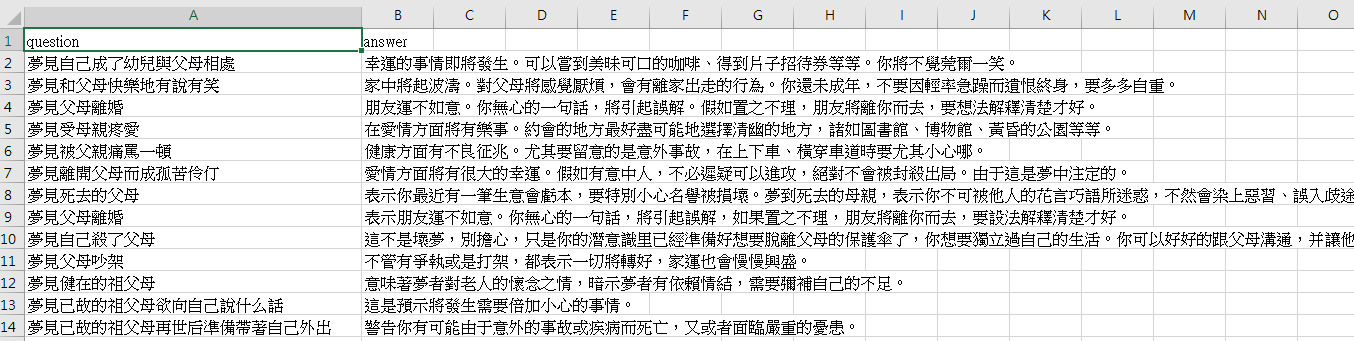 A B C D E F G H I J K L M N O
1 question answer
2 夢見自己成了幼兒與父母相處 幸運的事情即將發生。可以嘗到美味可口的咖啡、得到片子招待券等等。你將不覺莞爾一笑。
3 夢見和父母快樂地有說有笑 家中將起波濤。對父母將感覺厭煩，會有離家出走的行為。你還未成年，不要因輕率急躁而遺恨終身，要多多自重。
4 夢見父母離婚 朋友運不如意。你無心的一句話，將引起誤解。假如置之不理，朋友將離你而去，要想法解釋清楚才好。
5 夢見受母親疼愛 在愛情方面將有樂事。約會的地方最好盡可能地選擇清幽的地方，諸如圖書館、博物館、黃昏的公園等等。
6 夢見被父親痛罵一頓 健康方面有不良征兆。尤其要留意的是意外事故，在上下車、橫穿車道時要尤其小心哪。
7 夢見離開父母而成孤苦伶仃 愛情方面將有很大的幸運。假如有意中人，不必遲疑可以進攻，絕對不會被封殺出局。由于這是夢中注定的。
8 夢見死去的父母 表示你最近有一筆生意會虧本，要特別小心名譽被損壞。夢到死去的母親，表示你不可被他人的花言巧語所迷惑，不然會染上惡習、誤入歧途
9 夢見父母離婚 表示朋友運不如意。你無心的一句話，將引起誤解，如果置之不理，朋友將離你而去，要設法解釋清楚才好。
10 夢見自己殺了父母 這不是壞夢，別擔心，只是你的潛意識里已經準備好想要脫離父母的保護傘了，你想要獨立過自己的生活。你可以好好的跟父母溝通，并讓他
11 夢見父母吵架 不管有爭執或是打架，都表示一切將轉好，家運也會慢慢興盛。
12 夢見健在的祖父母 意味著夢者對老人的懷念之情，暗示夢者有依賴情結，需要彌補自己的不足。
13 夢見已故的祖父母欲向自己說什么話 這是預示將發生需要倍加小心的事情。
14 夢見已故的祖父母再世后準備帶著自己外出 警告你有可能由于意外的事故或疾病而死亡，又或者面臨嚴重的憂患。